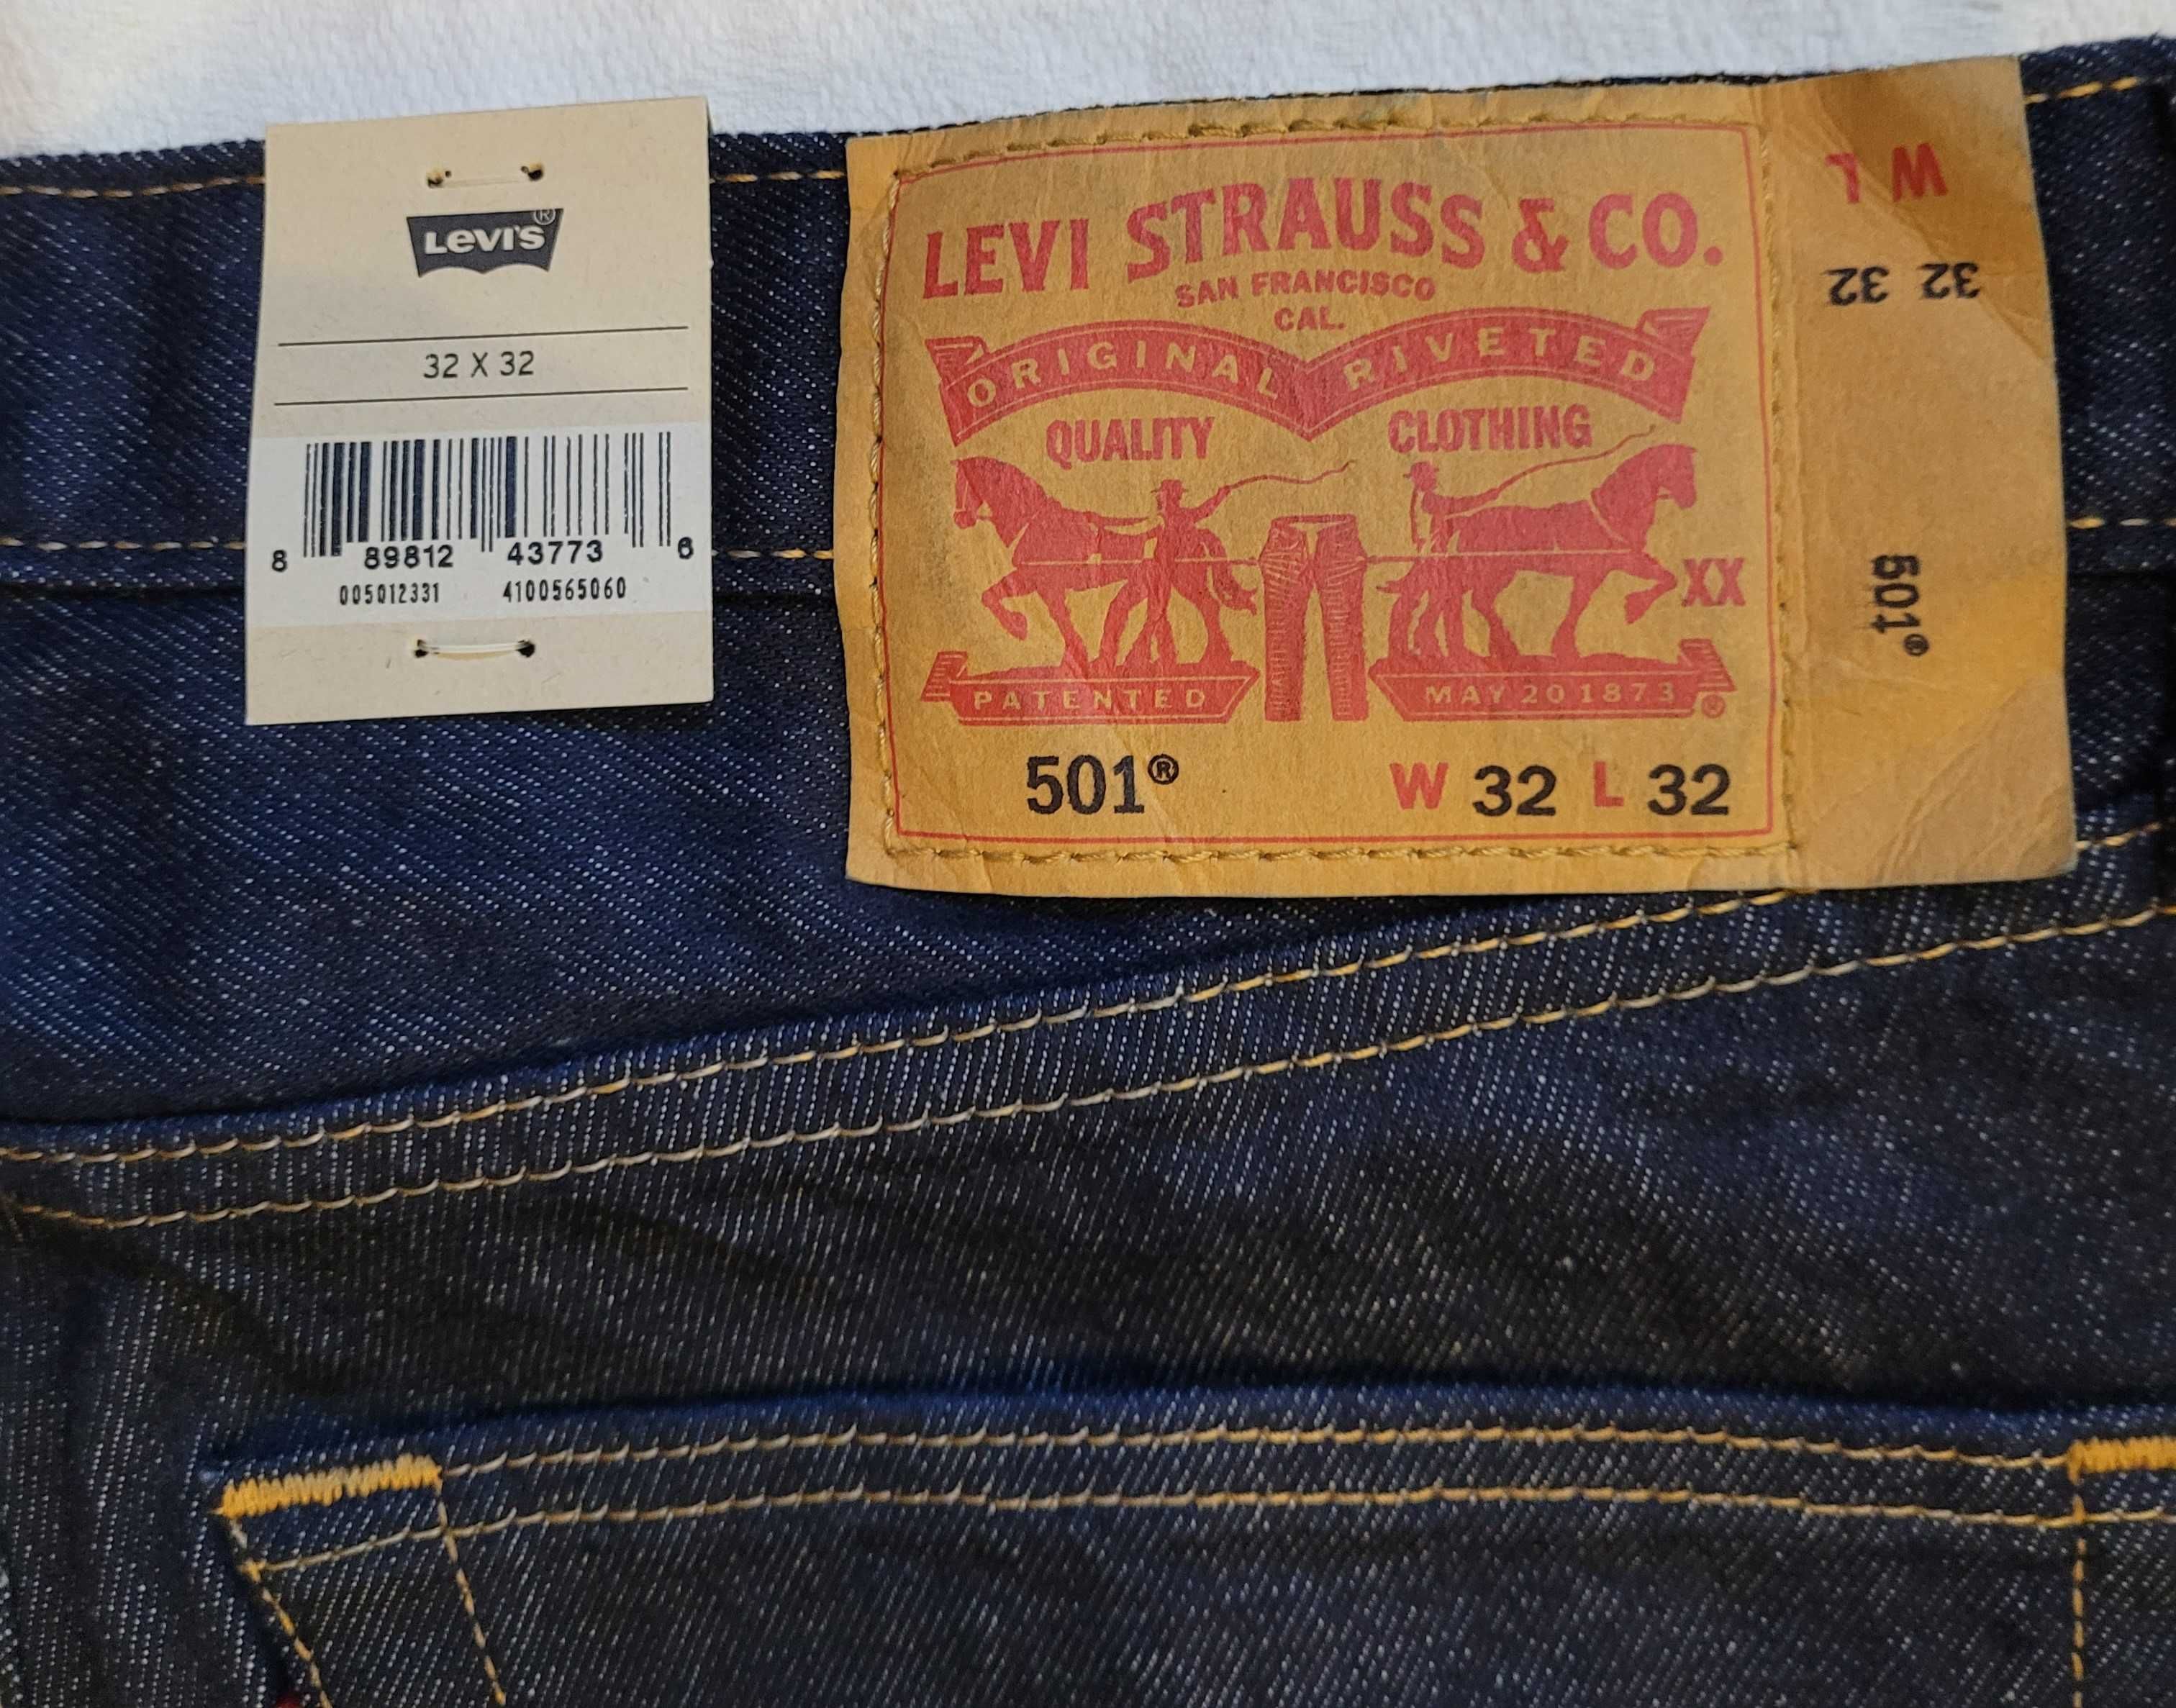 LEVI'S®
32 X 32
8 89812 43773 6
005012331 4100565060
LEVI STRAUSS & CO.
SAN FRANCISCO
CAL.
ORIGINAL RIVETED
QUALITY CLOTHING
XX
PATENTED MAY 20 1873 ®
501® W 32 L 32
W L
32 32
501®